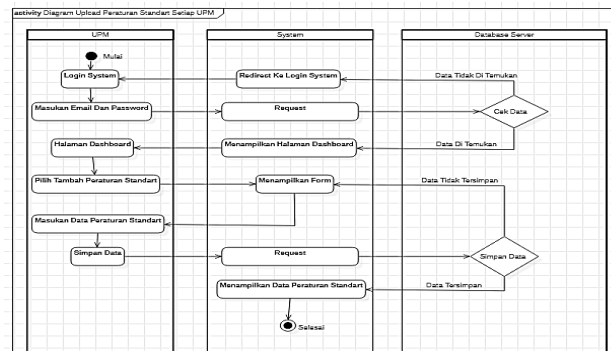 activity Diagram Upload Peraturan Standart Setiap UPM
UPM
System
Database Server
Mulai
Login System
Redirect Ke Login System
Data Tidak Di Temukan
Masukan Email Dan Password
Request
Cek Data
Halaman Dashboard
Menampilkan Halaman Dashboard
Data Di Temukan
Pilih Tambah Peraturan Standart
Menampilkan Form
Data Tidak Tersimpan
Masukan Data Peraturan Standart
Simpan Data
Request
Simpan Data
Menampilkan Data Peraturan Standart
Data Tersimpan
Selesai